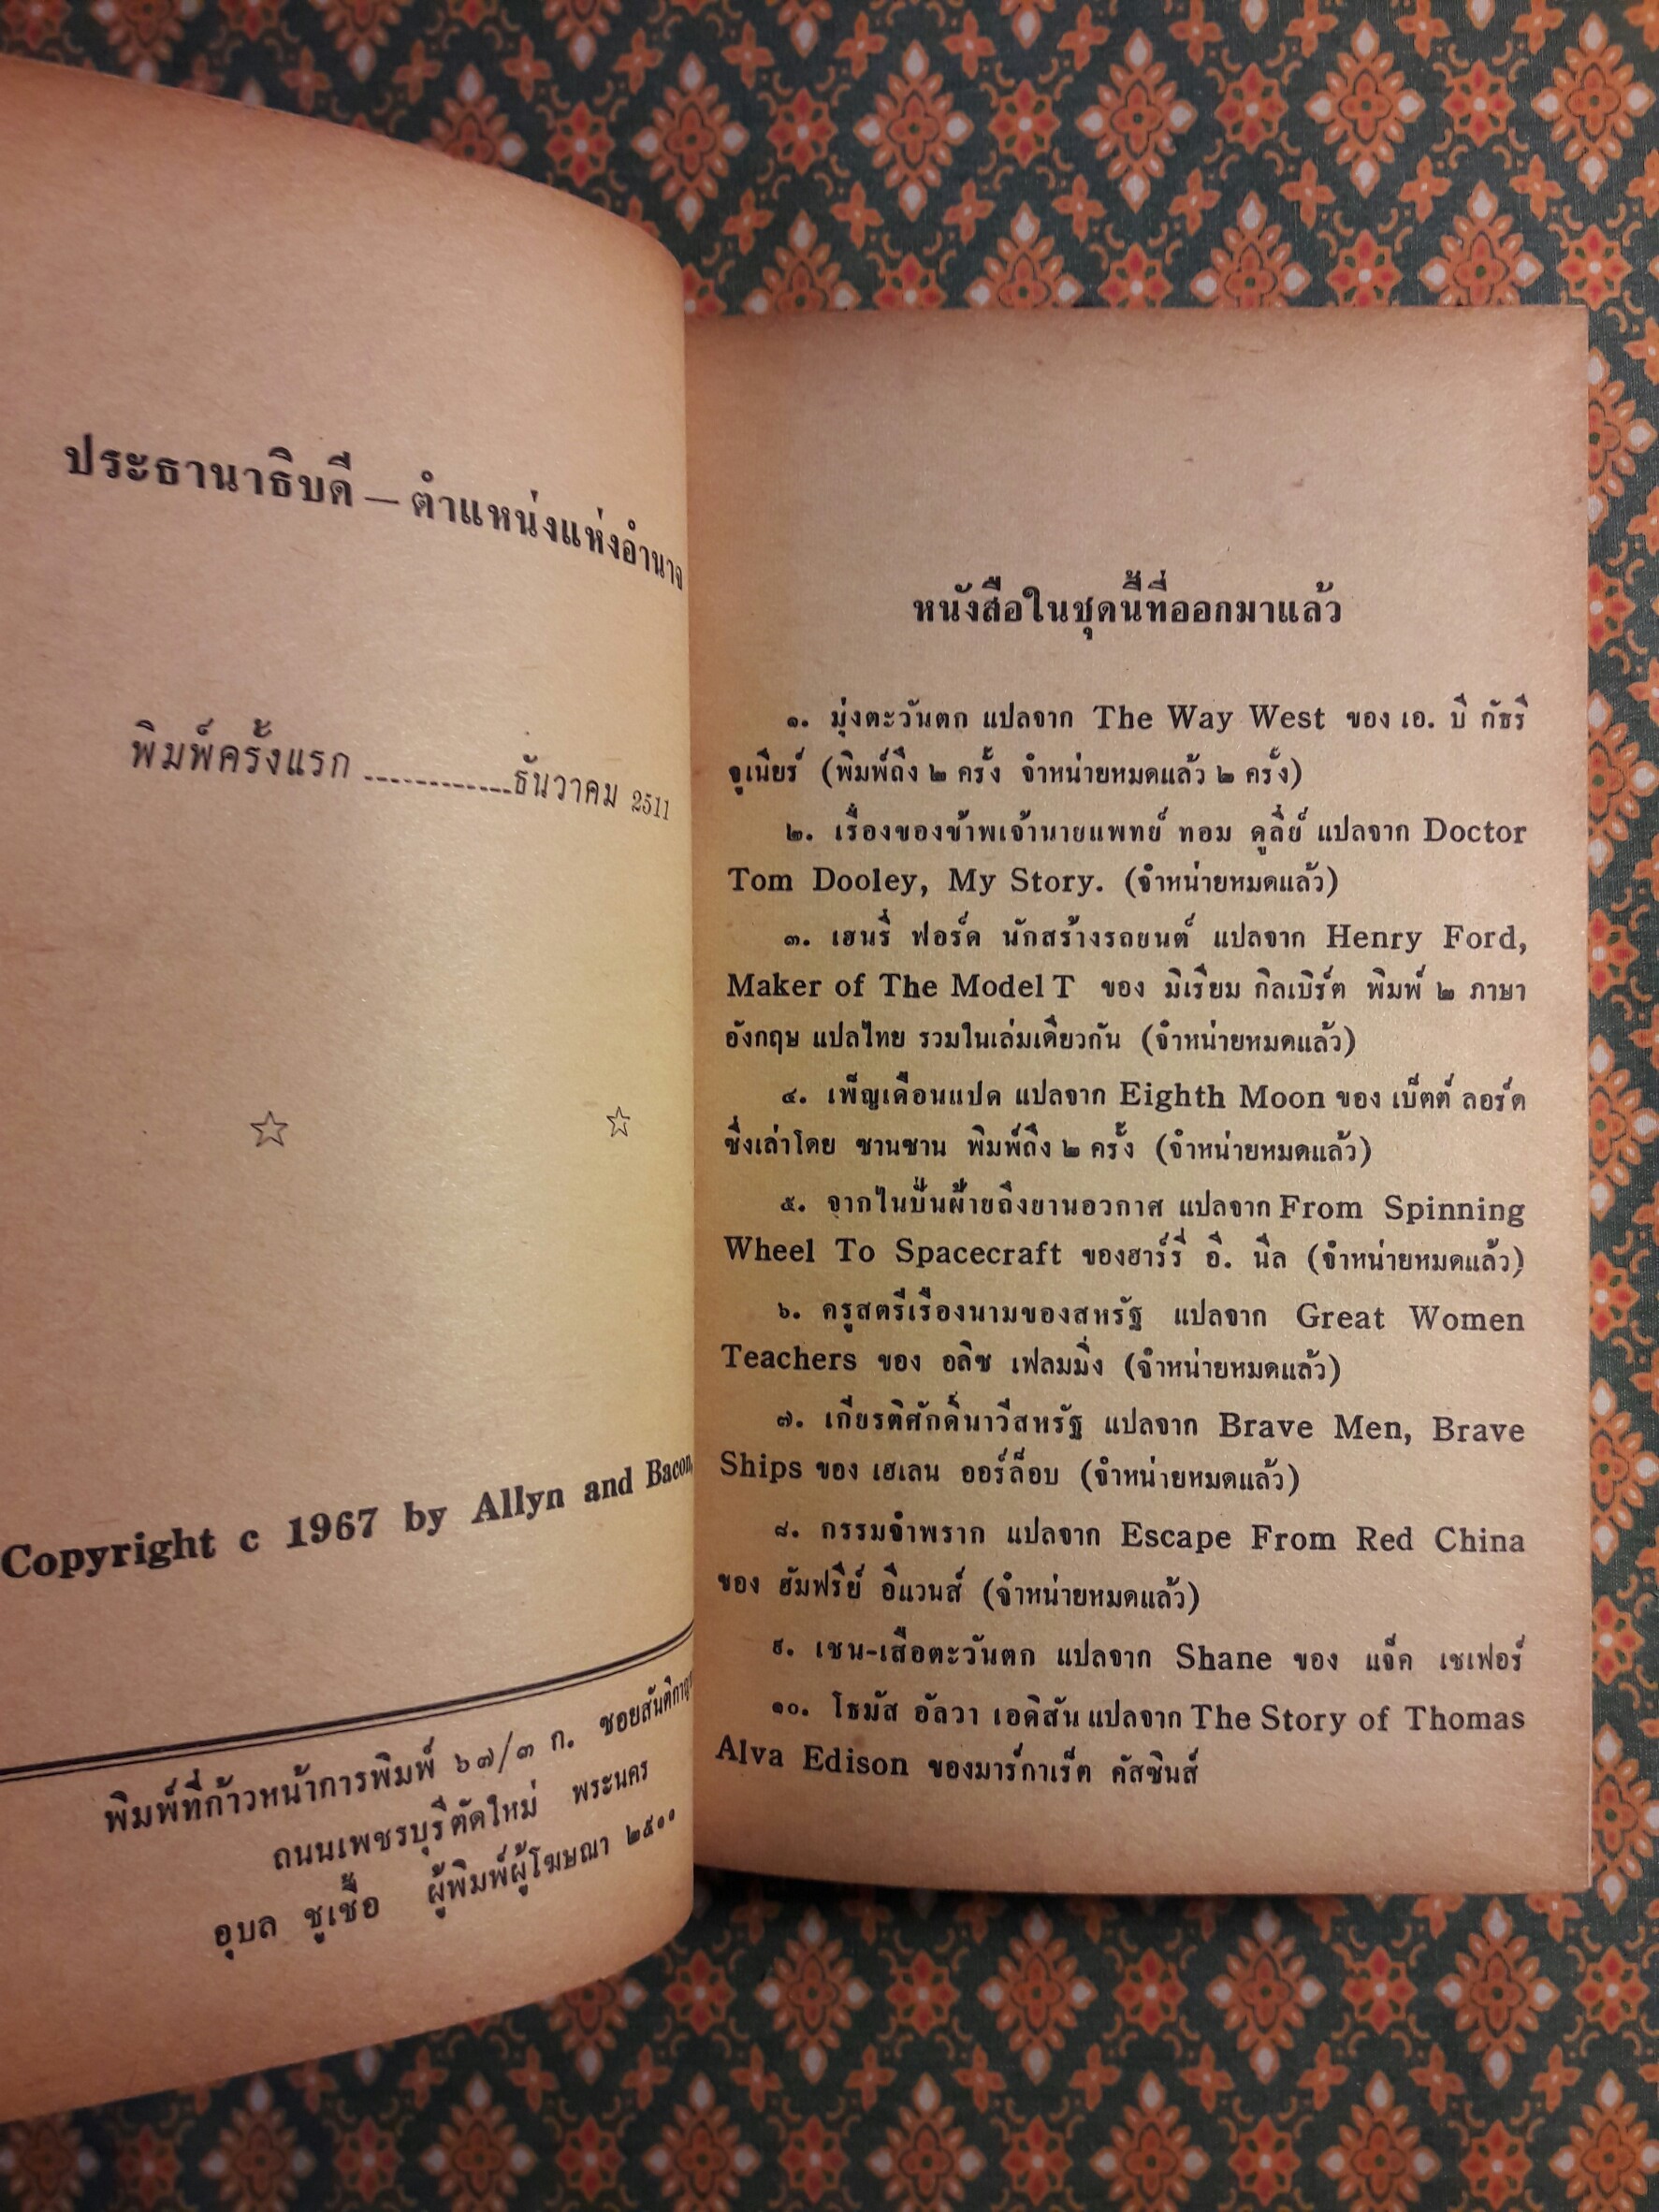 ประธานาธิบดี — ตำแหน่งแห่งอำนาจ
พิมพ์ครั้งแรก ------------ธันวาคม 2511
☆ ☆
Copyright c 1967 by Allyn and Bacon,
พิมพ์ที่ก้าวหน้าการพิมพ์ ๖๗/๓ ก. ซอยสันติ
ถนนเพชรบุรีตัดใหม่ พระนคร
อุบล ชูเชื้อ ผู้พิมพ์ผู้โฆษณา ๒๕๐๐
หนังสือในชุดนี้ที่ออกมาแล้ว
๑. มุ่งตะวันตก แปลจาก The Way West ของ เอ. บี กัธรี
จูเนียร์ (พิมพ์ถึง ๒ ครั้ง จำหน่ายหมดแล้ว ๒ ครั้ง)
๒. เรื่องของข้าพเจ้านายแพทย์ ทอม ดูลี่ย์ แปลจาก Doctor
Tom Dooley, My Story. (จำหน่ายหมดแล้ว)
๓. เฮนรี่ ฟอร์ด นักสร้างรถยนต์ แปลจาก Henry Ford,
Maker of The Model T ของ มิเรียม กิลเบิร์ต พิมพ์ ๒ ภาษา
อังกฤษ แปลไทย รวมในเล่มเดียวกัน (จำหน่ายหมดแล้ว)
๔. เพ็ญเดือนแปด แปลจาก Eighth Moon ของ เบ็ตต์ ลอร์ด
ซึ่งเล่าโดย ซานซาน พิมพ์ถึง ๒ ครั้ง (จำหน่ายหมดแล้ว)
๕. จากไนปั่นฝ้ายถึงยานอวกาศ แปลจาก From Spinning
Wheel To Spacecraft ของฮาร์รี่ อี. นีล (จำหน่ายหมดแล้ว)
๖. ครูสตรีเรืองนามของสหรัฐ แปลจาก Great Women
Teachers ของ อลิซ เฟลมมิ่ง (จำหน่ายหมดแล้ว)
๗. เกียรติศักดิ์นาวีสหรัฐ แปลจาก Brave Men, Brave
Ships ของ เฮเลน ออร์ล็อบ (จำหน่ายหมดแล้ว)
๘. กรรมจำพราก แปลจาก Escape From Red China
ของ ฮัมฟรีย์ อีแวนส์ (จำหน่ายหมดแล้ว)
๙. เชน-เสือตะวันตก แปลจาก Shane ของ แจ็ค เชเฟอร์
๑๐. โธมัส อัลวา เอดิสัน แปลจาก The Story of Thomas
Alva Edison ของมาร์กาเร็ต คัสซินส์